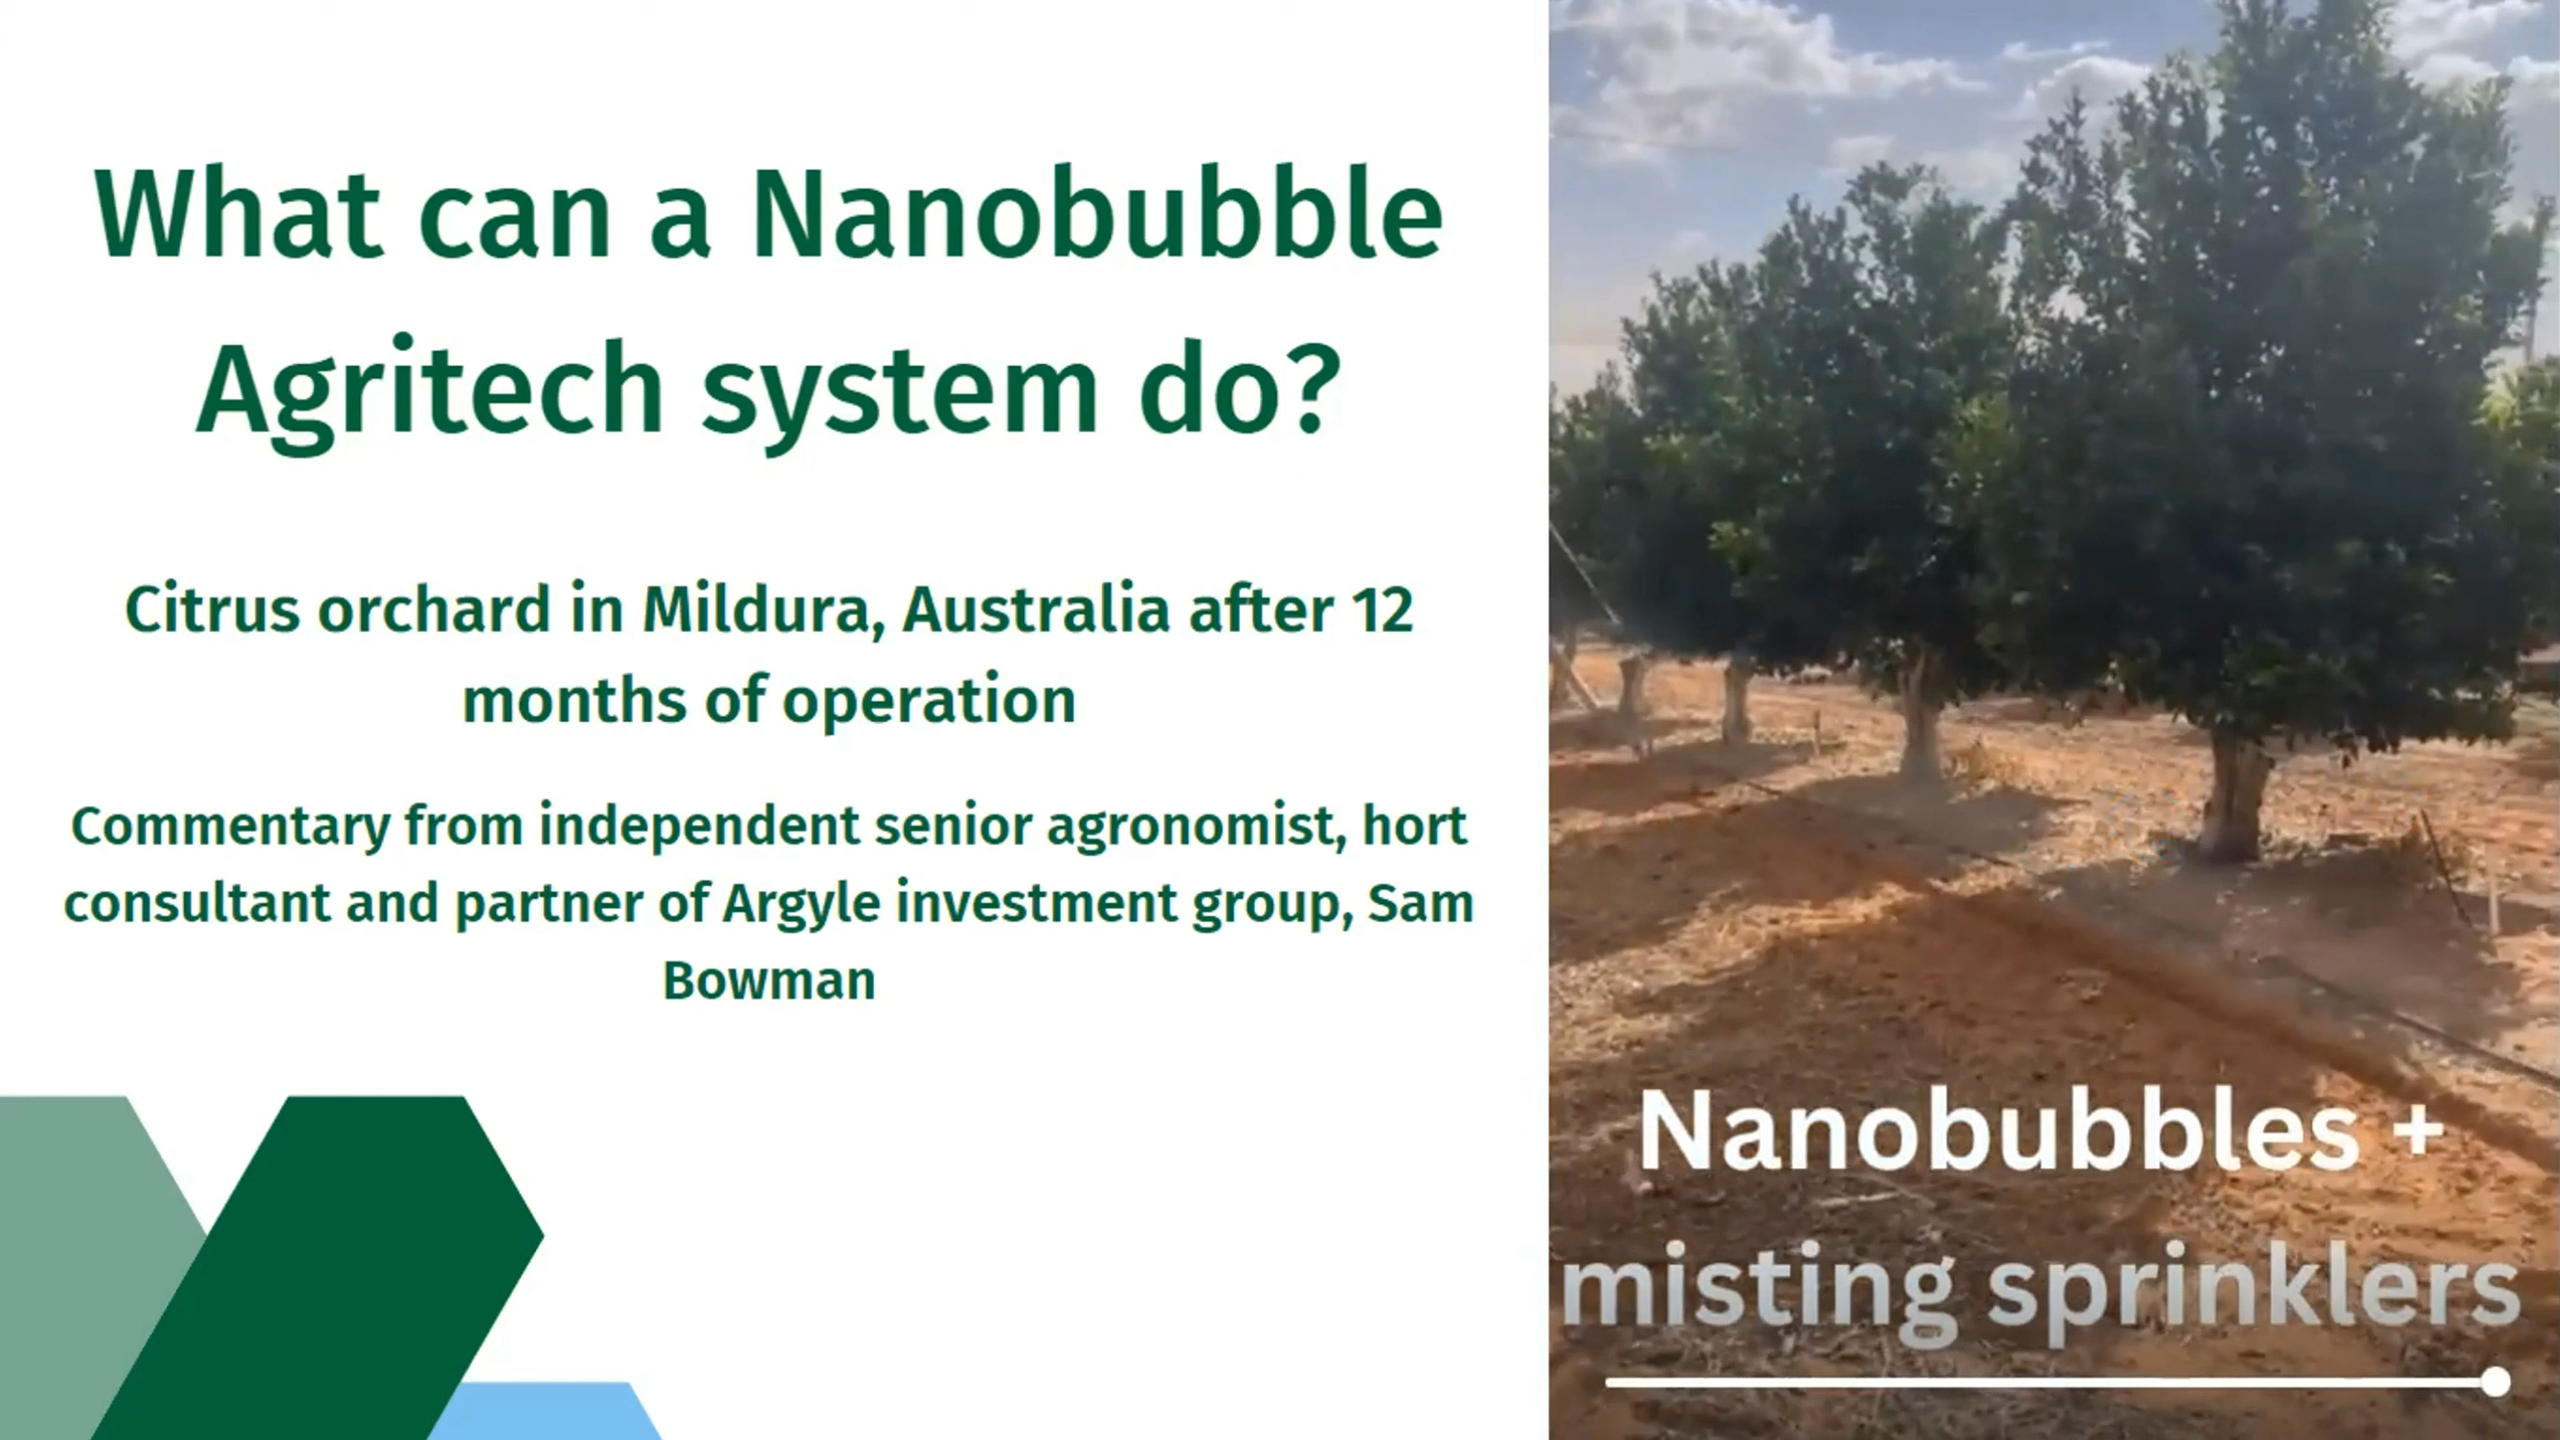 What can a Nanobubble
Agritech system do?
Citrus orchard in Mildura, Australia after 12
months of operation
Commentary from independent senior agronomist, hort
consultant and partner of Argyle investment group, Sam
Bowman
Nanobubbles +
misting sprinklers